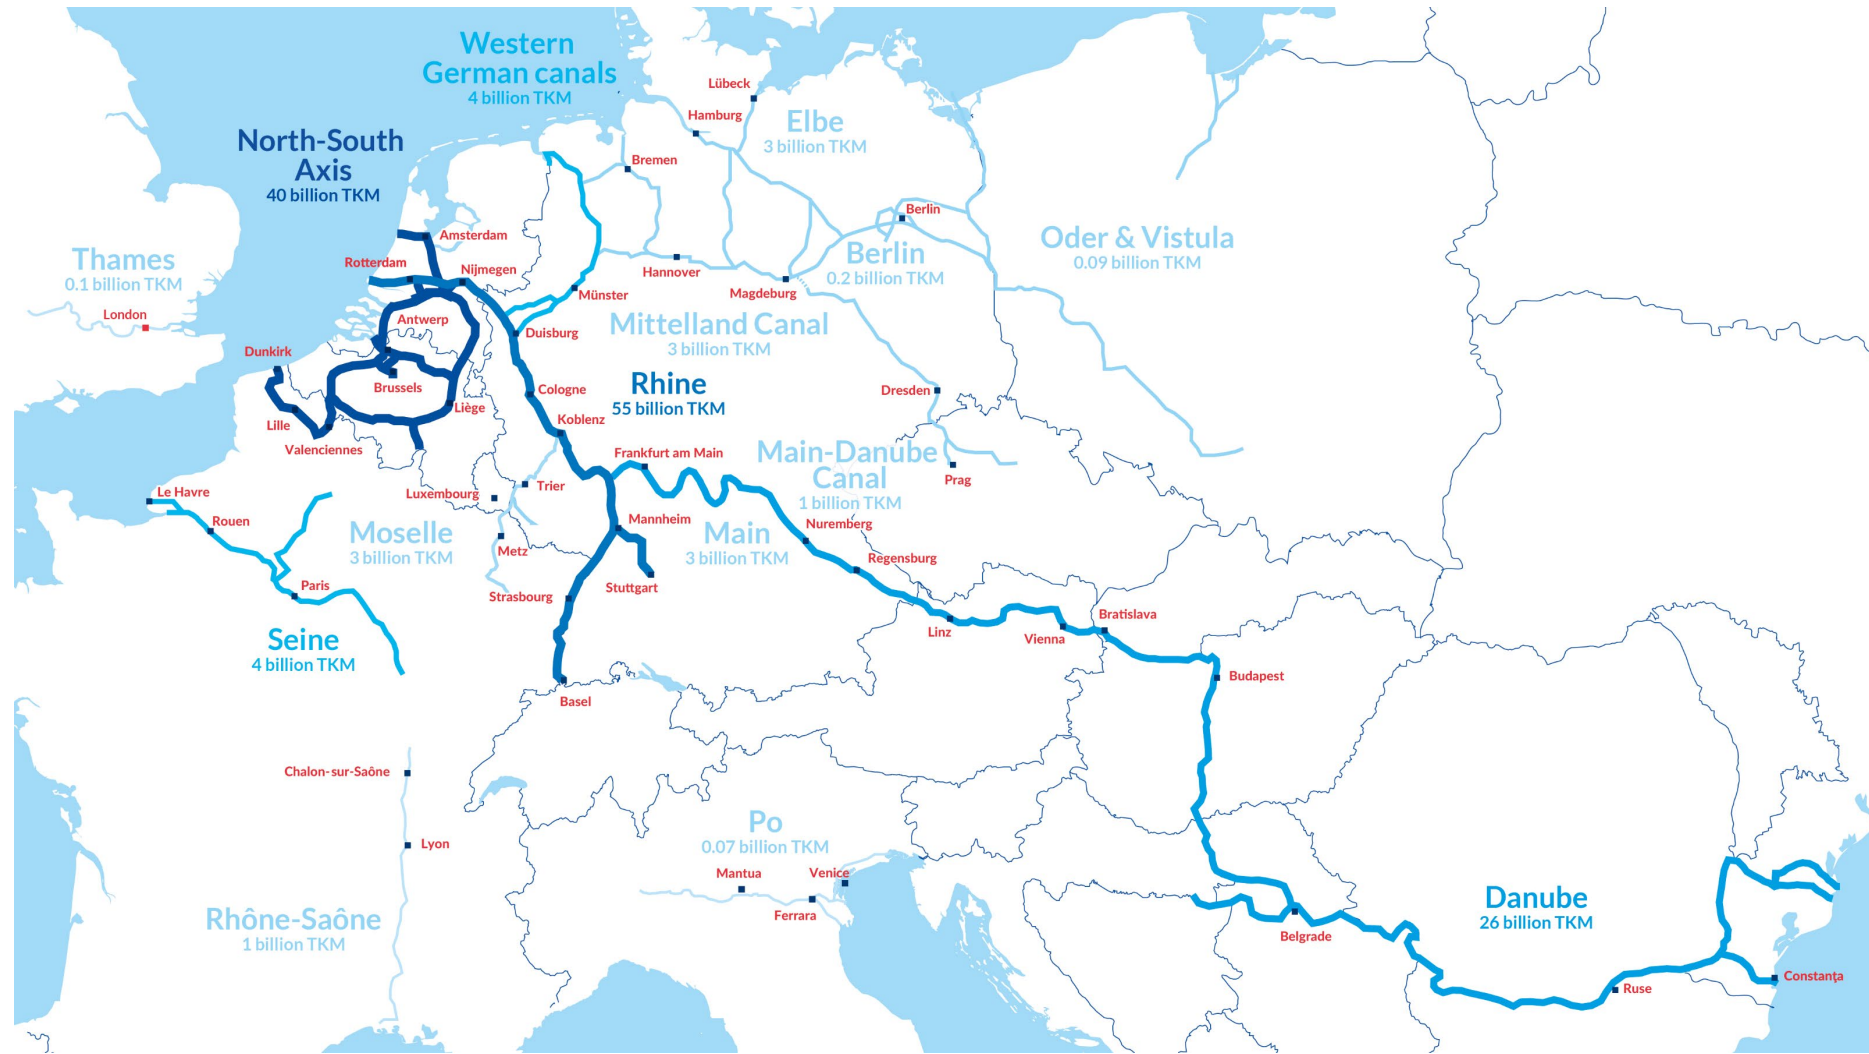 Western
German canals
4 billion TKM
Lübeck
Hamburg
Elbe
3 billion TKM
North-South
Axis
40 billion TKM
Bremen
Berlin
Amsterdam
Thames
0.1 billion TKM
London
Rotterdam
Nijmegen
Hannover
Berlin
0.2 billion TKM
Oder & Vistula
0.09 billion TKM
Münster
Magdeburg
Antwerp
Duisburg
Mittelland Canal
3 billion TKM
Dunkirk
Brussels
Cologne
Rhine
55 billion TKM
Dresden
Liège
Lille
Koblenz
Valenciennes
Frankfurt am Main
Main-Danube
Canal
1 billion TKM
Prag
Le Havre
Luxembourg
Trier
Rouen
Moselle
3 billion TKM
Metz
Mannheim
Main
3 billion TKM
Nuremberg
Regensburg
Paris
Strasbourg
Stuttgart
Seine
4 billion TKM
Linz
Vienna
Bratislava
Basel
Budapest
Chalon-sur-Saône
Lyon
Po
0.07 billion TKM
Mantua
Venice
Ferrara
Rhône-Saône
1 billion TKM
Danube
26 billion TKM
Belgrade
Ruse
Constanţa